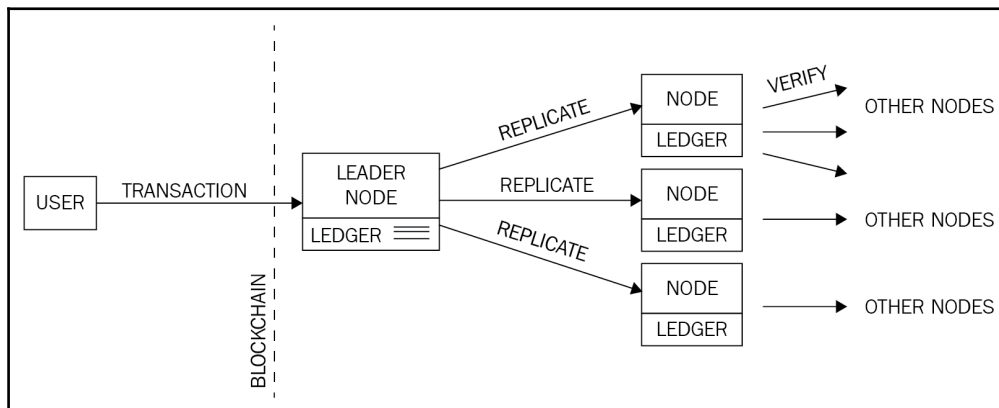 USER
TRANSACTION
BLOCKCHAIN
LEADER
NODE
LEDGER
REPLICATE
REPLICATE
REPLICATE
NODE
LEDGER
NODE
LEDGER
NODE
LEDGER
VERIFY
OTHER NODES
OTHER NODES
OTHER NODES